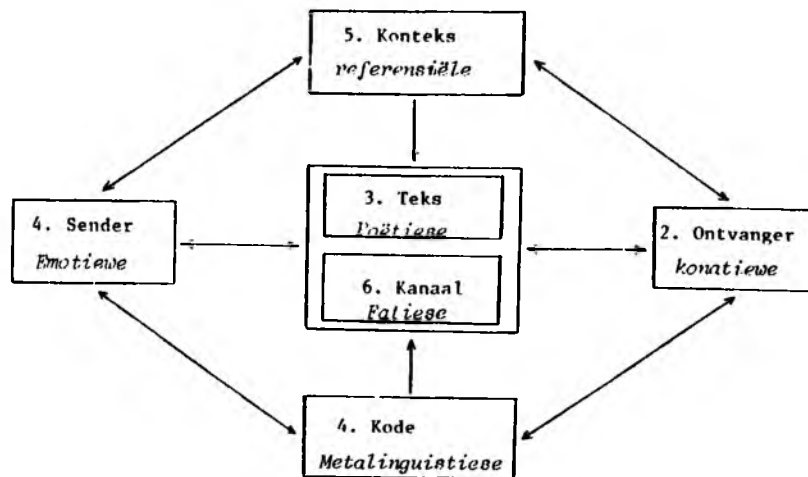 5. Konteks
referensiële
3. Teks
Poëtiese
4. Sender
Emotiewe
2. Ontvanger
konatiewe
6. Kanaal
Fatiese
4. Kode
Metalinguistiese